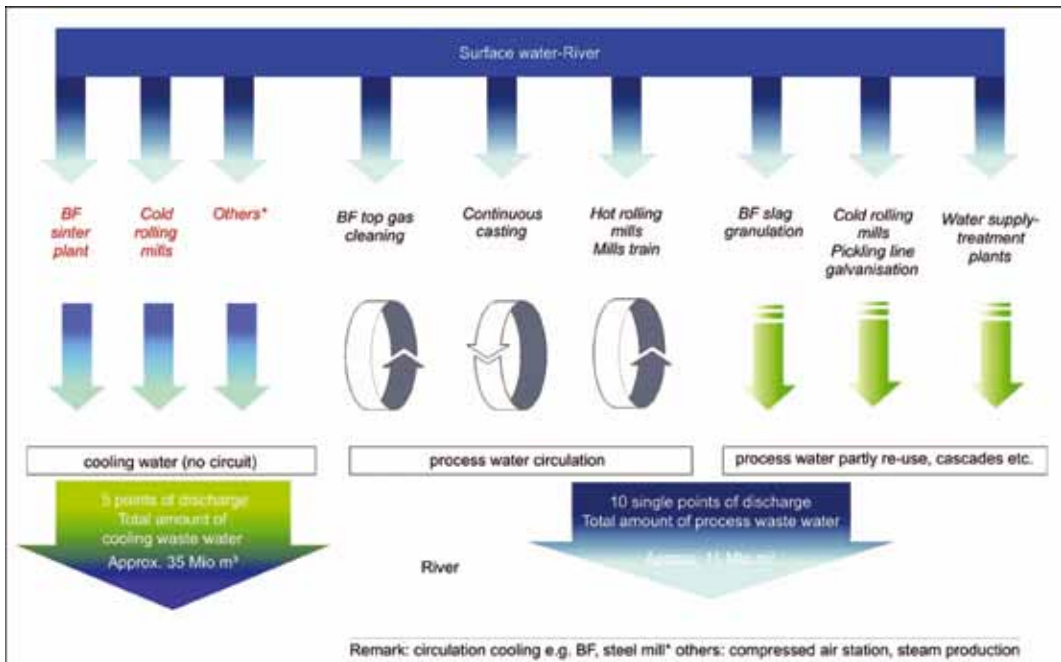 Surface water-River
BF
sinter
plant
Cold
rolling
mills
Others*
BF top gas
cleaning
Continuous
casting
Hot rolling
mills
Mills train
BF slag
granulation
Cold rolling
mills
Pickling line
galvanisation
Water supply-
treatment
plants
cooling water (no circuit)
process water circulation
process water partly re-use, cascades etc.
5 points of discharge
Total amount of
cooling waste water
Approx. 35 Mio m³
10 single points of discharge
Total amount of process waste water
Approx. Mio m³
River
Remark: circulation cooling e.g. BF, steel mill* others: compressed air station, steam production